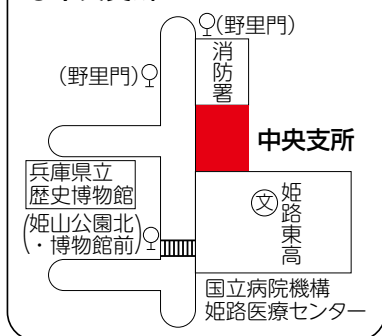 (野里門)
消防署
(野里門)
中央支所
兵庫県立
歴史博物館
文
姫路東高
(姫山公園北
・博物館前)
国立病院機構
姫路医療センター